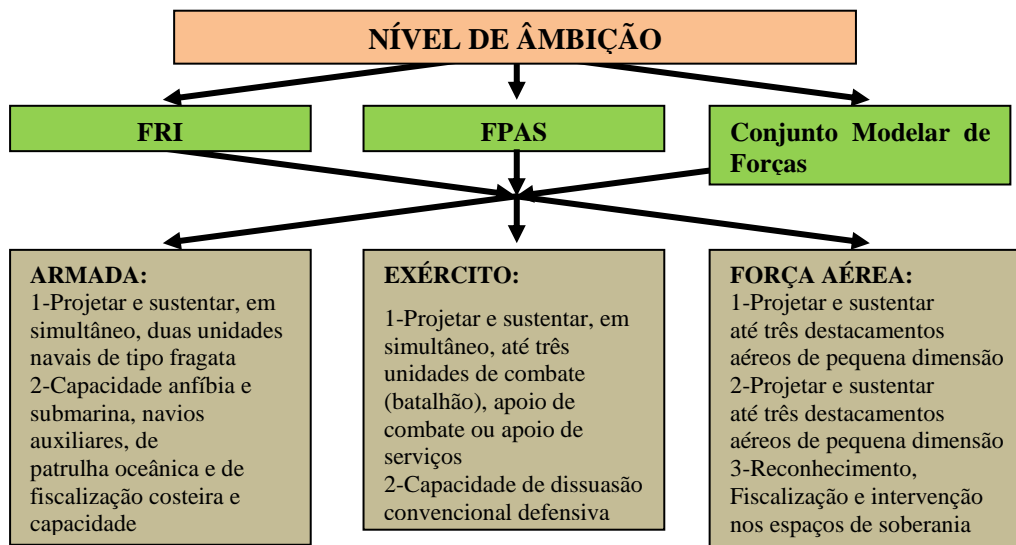 NÍVEL DE ÂMBIÇÃO
FRI
FPAS
Conjunto Modelar de
Forças
ARMADA:
1-Projetar e sustentar, em
simultâneo, duas unidades
navais de tipo fragata
2-Capacidade anfíbia e
submarina, navios
auxiliares, de
patrulha oceânica e de
fiscalização costeira e
capacidade
EXÉRCITO:
1-Projetar e sustentar, em
simultâneo, até três
unidades de combate
(batalhão), apoio de
combate ou apoio de
serviços
2-Capacidade de dissuasão
convencional defensiva
FORÇA AÉREA:
1-Projetar e sustentar
até três destacamentos
aéreos de pequena dimensão
2-Projetar e sustentar
até três destacamentos
aéreos de pequena dimensão
3-Reconhecimento,
Fiscalização e intervenção
nos espaços de soberania